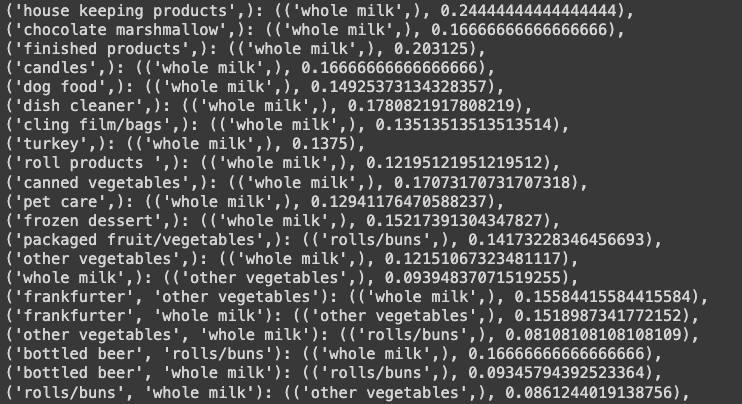 ('house keeping products',): (('whole milk',), 0.24444444444444444),
('chocolate marshmallow',): (('whole milk',), 0.16666666666666666),
('finished products',): (('whole milk',), 0.203125),
('candles',): (('whole milk',), 0.16666666666666666),
('dog food',): (('whole milk',), 0.14925373134328357),
('dish cleaner',): (('whole milk',), 0.1780821917808219),
('cling film/bags',): (('whole milk',), 0.13513513513513514),
('turkey',): (('whole milk',), 0.1375),
('roll products ',): (('whole milk',), 0.12195121951219512),
('canned vegetables',): (('whole milk',), 0.17073170731707318),
('pet care',): (('whole milk',), 0.12941176470588237),
('frozen dessert',): (('whole milk',), 0.15217391304347827),
('packaged fruit/vegetables',): (('rolls/buns',), 0.14173228346456693),
('other vegetables',): (('whole milk',), 0.12151067323481117),
('whole milk',): (('other vegetables',), 0.09394837071519255),
('frankfurter', 'other vegetables'): (('whole milk',), 0.15584415584415584),
('frankfurter', 'whole milk'): (('other vegetables',), 0.1518987341772152),
('other vegetables', 'whole milk'): (('rolls/buns',), 0.08108108108108109),
('bottled beer', 'rolls/buns'): (('whole milk',), 0.16666666666666666),
('bottled beer', 'whole milk'): (('rolls/buns',), 0.09345794392523364),
('rolls/buns', 'whole milk'): (('other vegetables',), 0.0861244019138756),